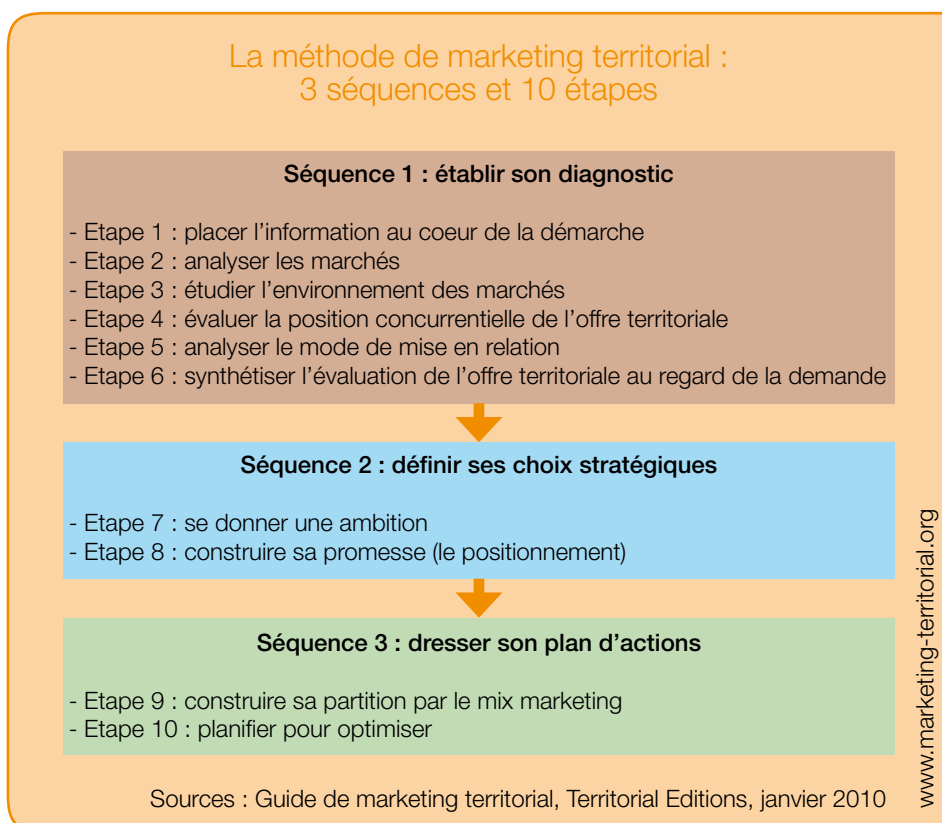 La méthode de marketing territorial :
3 séquences et 10 étapes
Séquence 1 : établir son diagnostic
- Etape 1 : placer l’information au coeur de la démarche
- Etape 2 : analyser les marchés
- Etape 3 : étudier l’environnement des marchés
- Etape 4 : évaluer la position concurrentielle de l’offre territoriale
- Etape 5 : analyser le mode de mise en relation
- Etape 6 : synthétiser l’évaluation de l’offre territoriale au regard de la demande
Séquence 2 : définir ses choix stratégiques
- Etape 7 : se donner une ambition
- Etape 8 : construire sa promesse (le positionnement)
Séquence 3 : dresser son plan d’actions
- Etape 9 : construire sa partition par le mix marketing
- Etape 10 : planifier pour optimiser
Sources : Guide de marketing territorial, Territorial Editions, janvier 2010
www.marketing-territorial.org